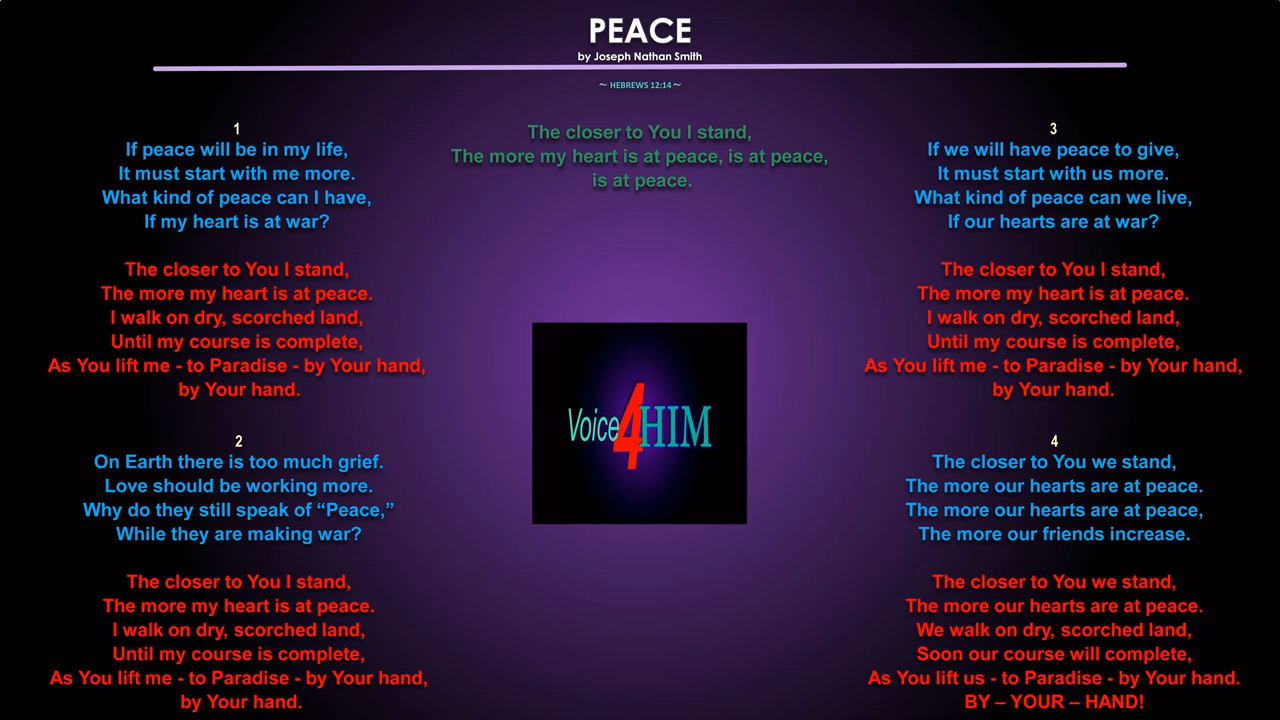 PEACE
by Joseph Nathan Smith
~ HEBREWS 12:14 ~
1
If peace will be in my life,
It must start with me more.
What kind of peace can I have,
If my heart is at war?
The closer to You I stand,
The more my heart is at peace.
I walk on dry, scorched land,
Until my course is complete,
As You lift me - to Paradise - by Your hand,
by Your hand.
2
On Earth there is too much grief.
Love should be working more.
Why do they still speak of “Peace,”
While they are making war?
The closer to You I stand,
The more my heart is at peace.
I walk on dry, scorched land,
Until my course is complete,
As You lift me - to Paradise - by Your hand,
by Your hand.
The closer to You I stand,
The more my heart is at peace, is at peace,
is at peace.
Voice4HIM
3
If we will have peace to give,
It must start with us more.
What kind of peace can we live,
If our hearts are at war?
The closer to You I stand,
The more my heart is at peace.
I walk on dry, scorched land,
Until my course is complete,
As You lift me - to Paradise - by Your hand,
by Your hand.
4
The closer to You we stand,
The more our hearts are at peace.
The more our hearts are at peace,
The more our friends increase.
The closer to You we stand,
The more our hearts are at peace.
We walk on dry, scorched land,
Soon our course will complete,
As You lift us - to Paradise - by Your hand.
BY – YOUR – HAND!